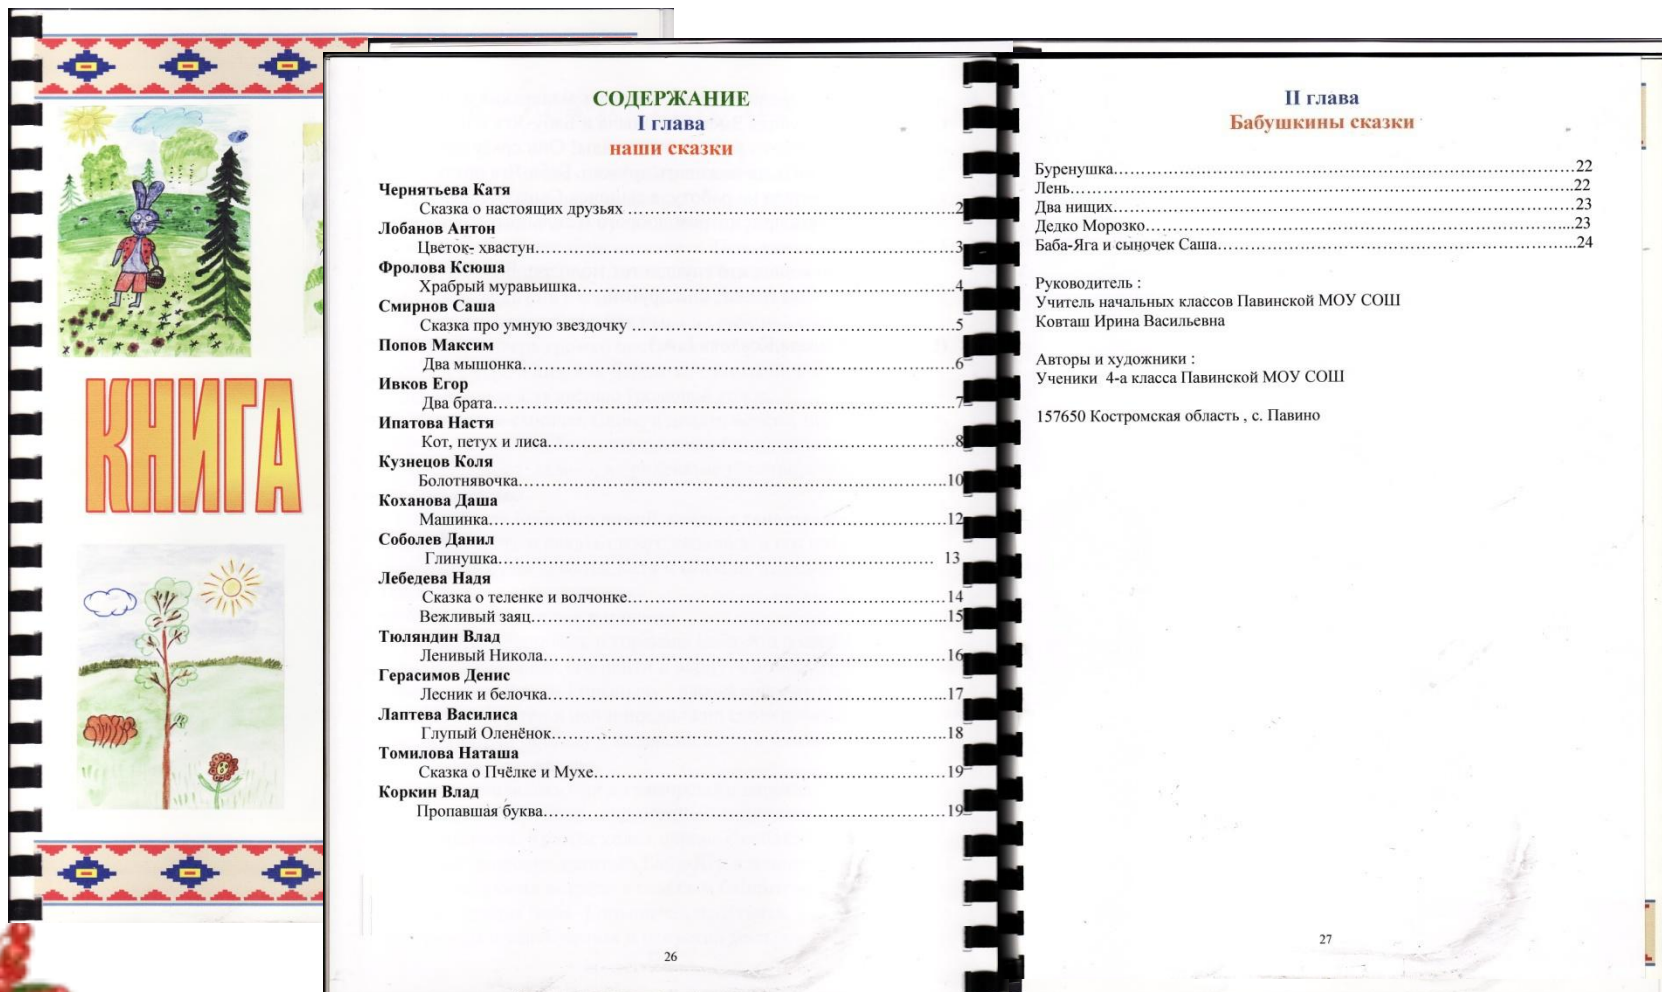 КНИГА
СОДЕРЖАНИЕ
I глава
наши сказки
Чернятьева Катя
Сказка о настоящих друзьях ……………………………………………2
Лобанов Антон
Цветок- хвастун……………………………………………………………3
Фролова Ксюша
Храбрый муравьишка……………………………………………………4
Смирнов Саша
Сказка про умную звездочку ……………………………………………5
Попов Максим
Два мышонка………………………………………………………………6
Ивков Егор
Два брата……………………………………………………………………7
Ипатова Настя
Кот, петух и лиса…………………………………………………………8
Кузнецов Коля
Болотнявочка………………………………………………………………10
Коханова Даша
Машинка……………………………………………………………………12
Соболев Данил
Глинушка…………………………………………………………………… 13
Лебедева Надя
Сказка о теленке и волчонке……………………………………………14
Вежливый заяц……………………………………………………………15
Тюляндин Влад
Ленивый Никола……………………………………………………………16
Герасимов Денис
Лесник и белочка…………………………………………………………17
Лаптева Василиса
Глупый Оленёнок…………………………………………………………18
Томилова Наташа
Сказка о Пчёлке и Мухе……………………………………………………19
Коркин Влад
Пропавшая буква……………………………………………………………19
26
II глава
Бабушкины сказки
Буренушка……………………………………………………………………22
Лень……………………………………………………………………………22
Два нищих……………………………………………………………………23
Дедко Морозко………………………………………………………………23
Баба-Яга и сыночек Саша……………………………………………………24
Руководитель :
Учитель начальных классов Павинской МОУ СОШ
Ковташ Ирина Васильевна
Авторы и художники :
Ученики 4-а класса Павинской МОУ СОШ
157650 Костромская область , с. Павино
27